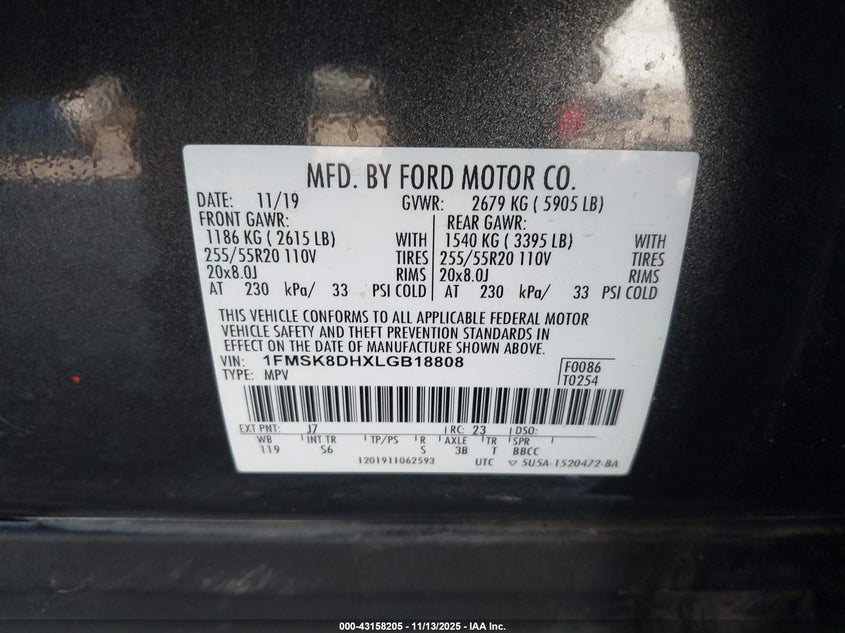 MFD. BY FORD MOTOR CO.
DATE: 11/19 GVWR: 2679 KG ( 5905 LB)
FRONT GAWR: REAR GAWR:
1186 KG ( 2615 LB) WITH 1540 KG ( 3395 LB) WITH
255/55R20 110V TIRES 255/55R20 110V TIRES
20x8.0J RIMS 20x8.0J RIMS
AT 230 kPa/ 33 PSI COLD AT 230 kPa/ 33 PSI COLD
THIS VEHICLE CONFORMS TO ALL APPLICABLE FEDERAL MOTOR
VEHICLE SAFETY AND THEFT PREVENTION STANDARDS IN
EFFECT ON THE DATE OF MANUFACTURE SHOWN ABOVE.
VIN: 1FMSK8DHXLGB18808 F0086
TYPE: MPV T0254
EXT PNT: J7 RC: 23 DSO:
WB INT TR TP/PS R AXLE TR SPR
119 S6 S 3B T BBCC
1201911062593 UTC ▽ 5U5A-1520472-BA
000-43158205 - 11/13/2025 - IAA Inc.